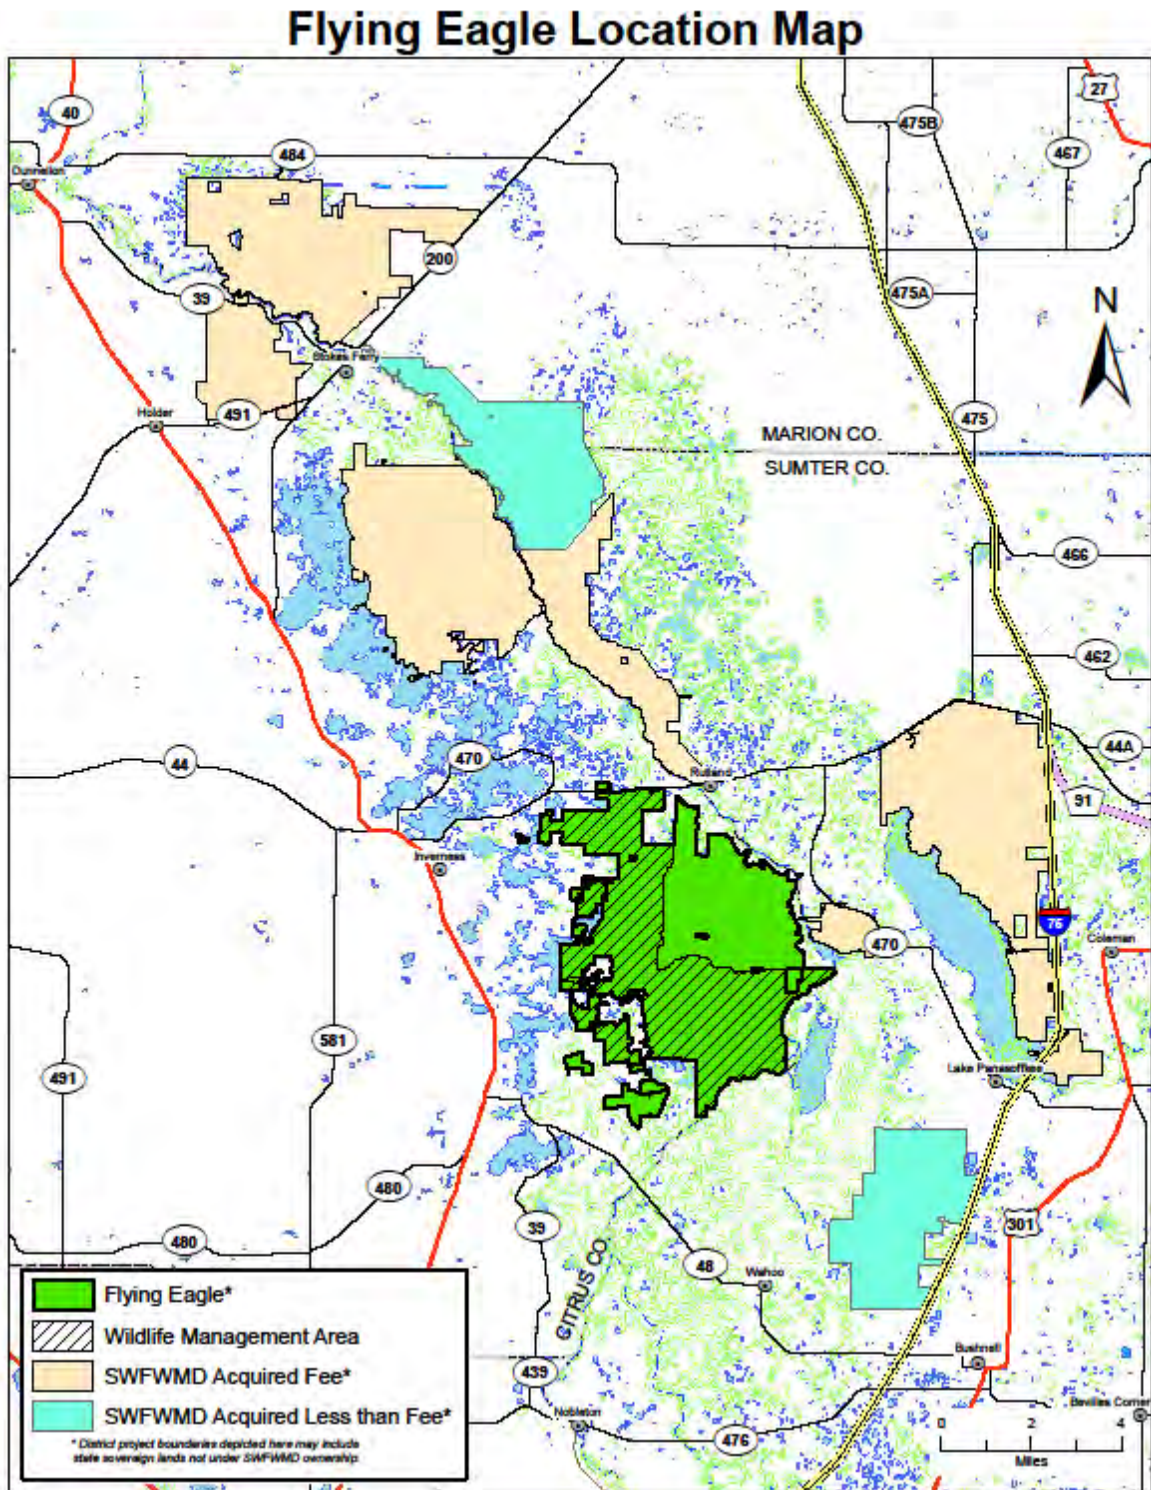 Flying Eagle Location Map
27
40
475B
467
484
Dunnellon
200
39
475A
N
Stokes Ferry
491
Holder
475
MARION CO.
SUMTER CO.
466
462
44
470
44A
Rutland
91
Inverness
75
470
Coleman
581
491
Lake Panasoffkee
480
39
301
480
48
CITRUS CO.
Wahoo
Flying Eagle*
Wildlife Management Area
SWFWMD Acquired Fee*
SWFWMD Acquired Less than Fee*
* District project boundaries depicted here may include
state sovereign lands not under SWFWMD ownership.
439
Bushnell
Nobleton
476
Bevilles Corner
0 2 4
Miles